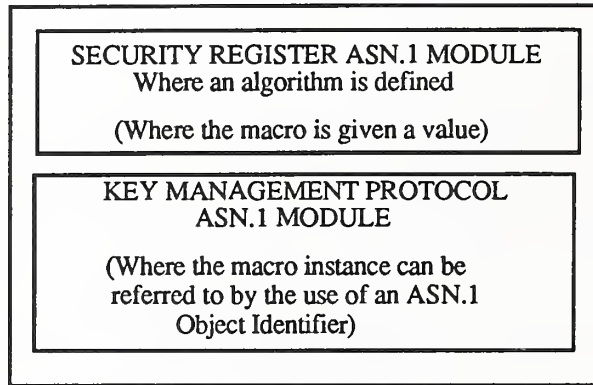 SECURITY REGISTER ASN.1 MODULE
Where an algorithm is defined
(Where the macro is given a value)
KEY MANAGEMENT PROTOCOL
ASN.1 MODULE
(Where the macro instance can be
referred to by the use of an ASN.1
Object Identifier)